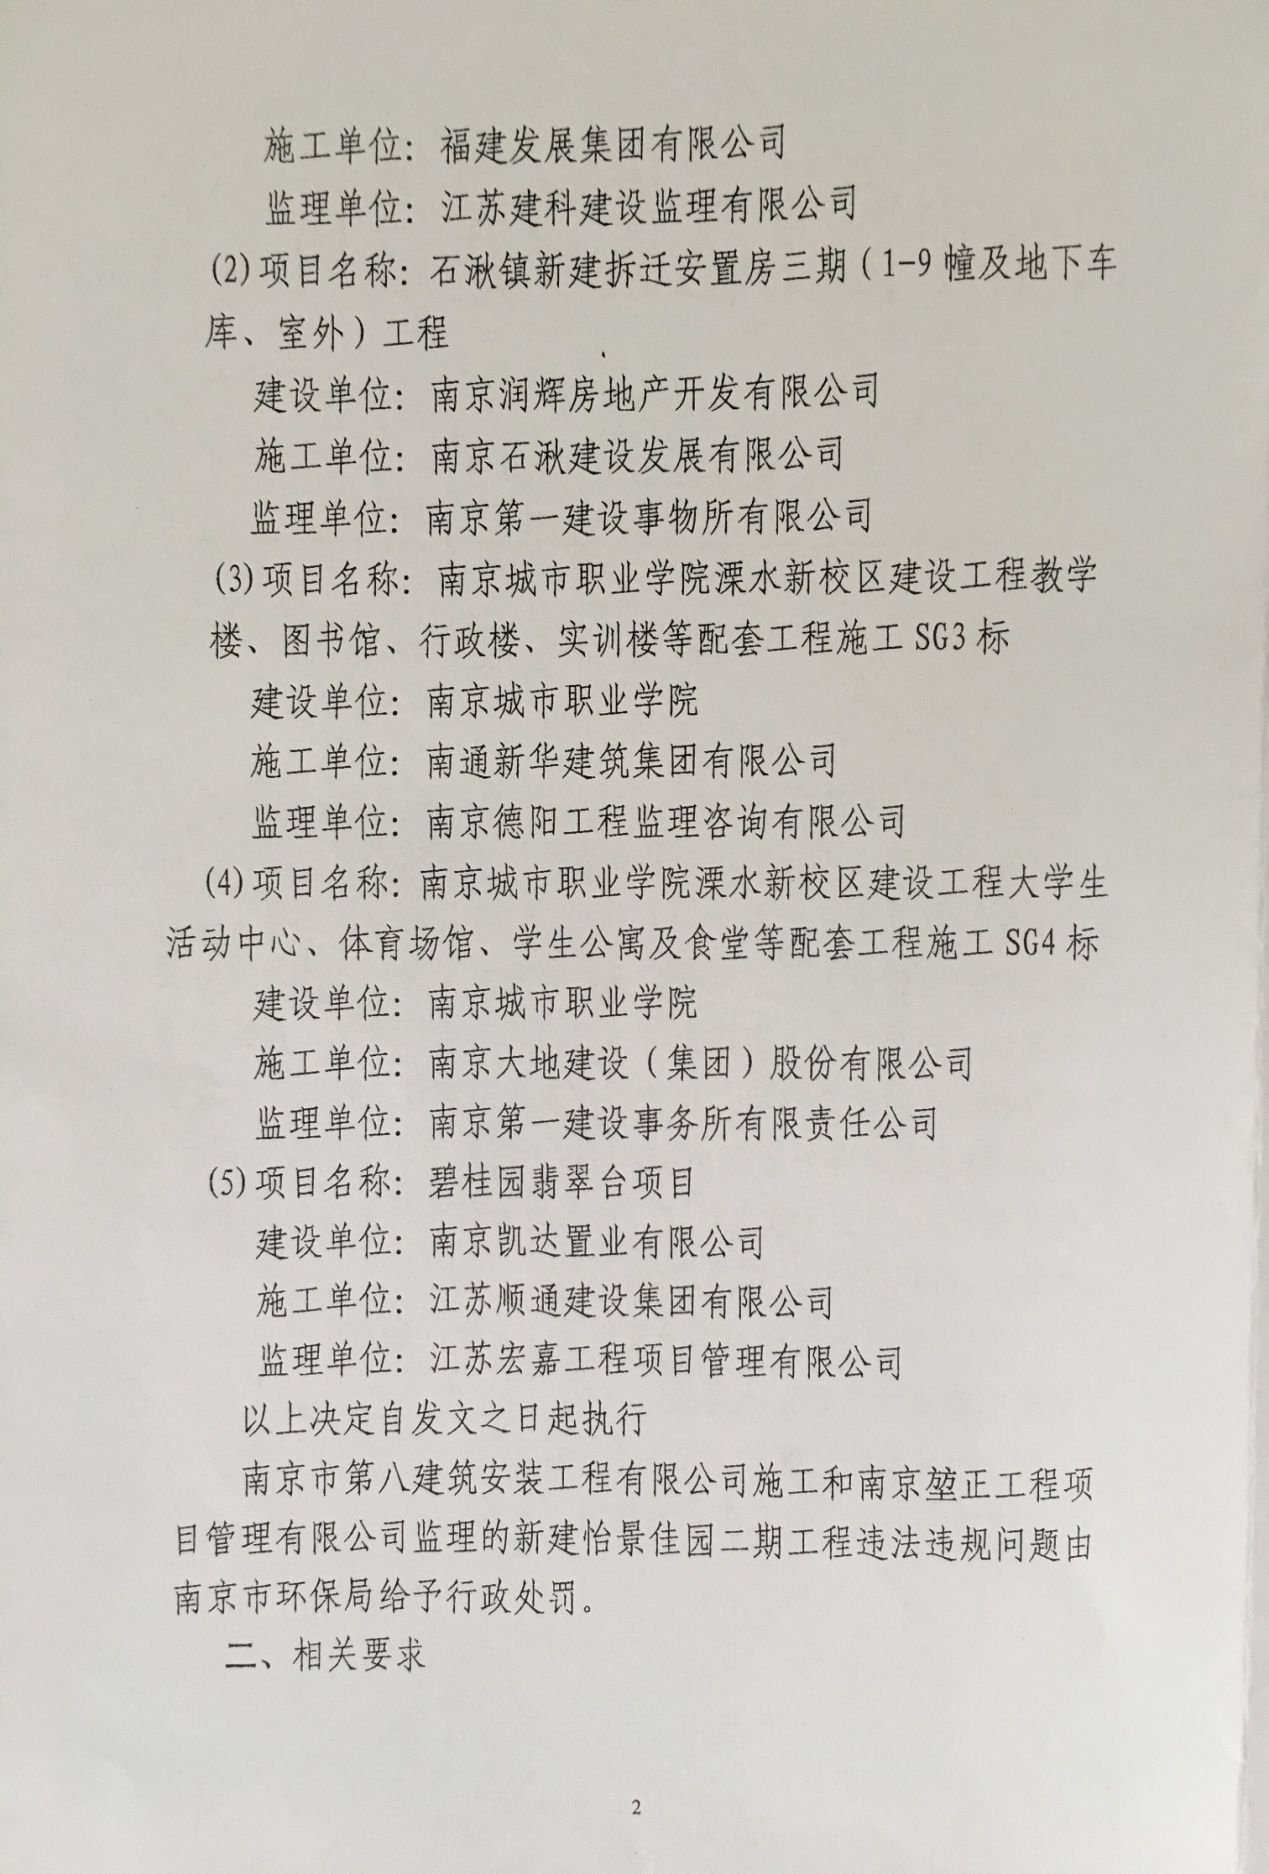 施工单位：福建发展集团有限公司
监理单位：江苏建科建设监理有限公司
(2)项目名称：石湫镇新建拆迁安置房三期（1-9 幢及地下车
库、室外）工程
建设单位：南京润辉房地产开发有限公司
施工单位：南京石湫建设发展有限公司
监理单位：南京第一建设事物所有限公司
(3)项目名称：南京城市职业学院溧水新校区建设工程教学
楼、图书馆、行政楼、实训楼等配套工程施工 SG3 标
建设单位：南京城市职业学院
施工单位：南通新华建筑集团有限公司
监理单位：南京德阳工程监理咨询有限公司
(4)项目名称：南京城市职业学院溧水新校区建设工程大学生
活动中心、体育场馆、学生公寓及食堂等配套工程施工 SG4 标
建设单位：南京城市职业学院
施工单位：南京大地建设（集团）股份有限公司
监理单位：南京第一建设事务所有限责任公司
(5)项目名称：碧桂园翡翠台项目
建设单位：南京凯达置业有限公司
施工单位：江苏顺通建设集团有限公司
监理单位：江苏宏嘉工程项目管理有限公司
以上决定自发文之日起执行
南京市第八建筑安装工程有限公司施工和南京堃正工程项
目管理有限公司监理的新建怡景佳园二期工程违法违规问题由
南京市环保局给予行政处罚。
二、相关要求
2